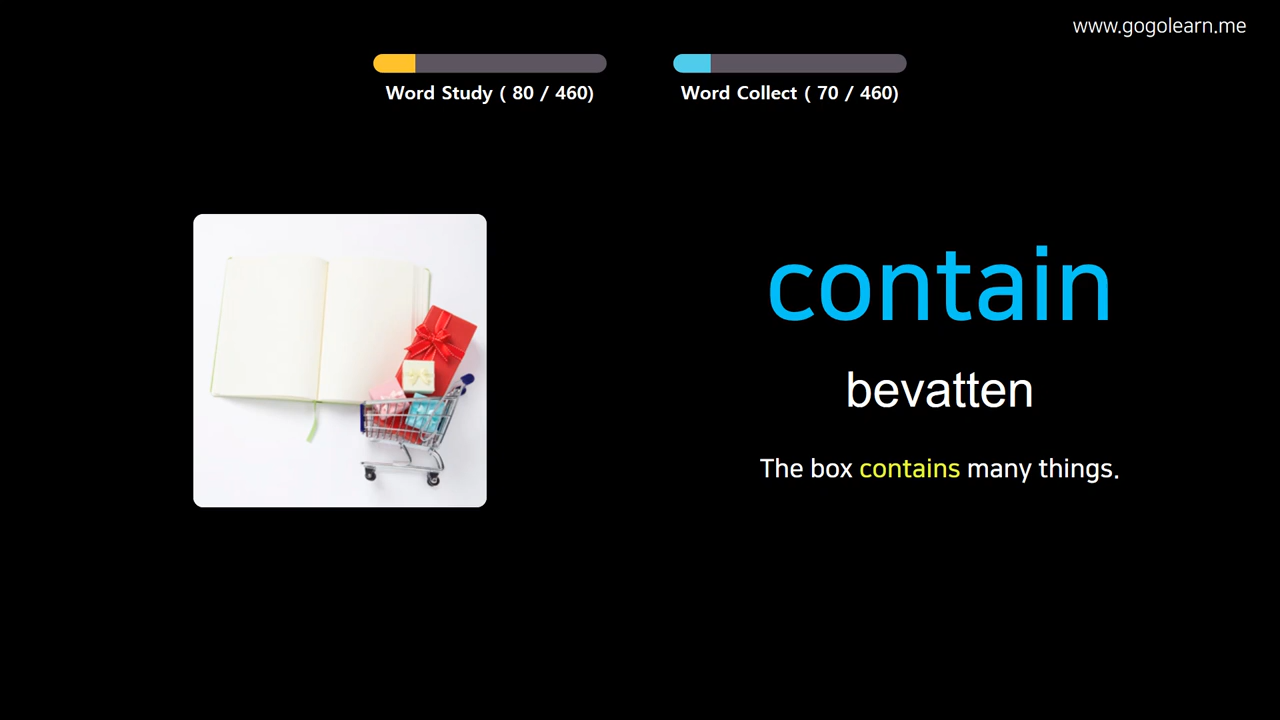 www.gogolearn.me
Word Study ( 80 / 460)
Word Collect ( 70 / 460)
contain
bevatten
The box contains many things.